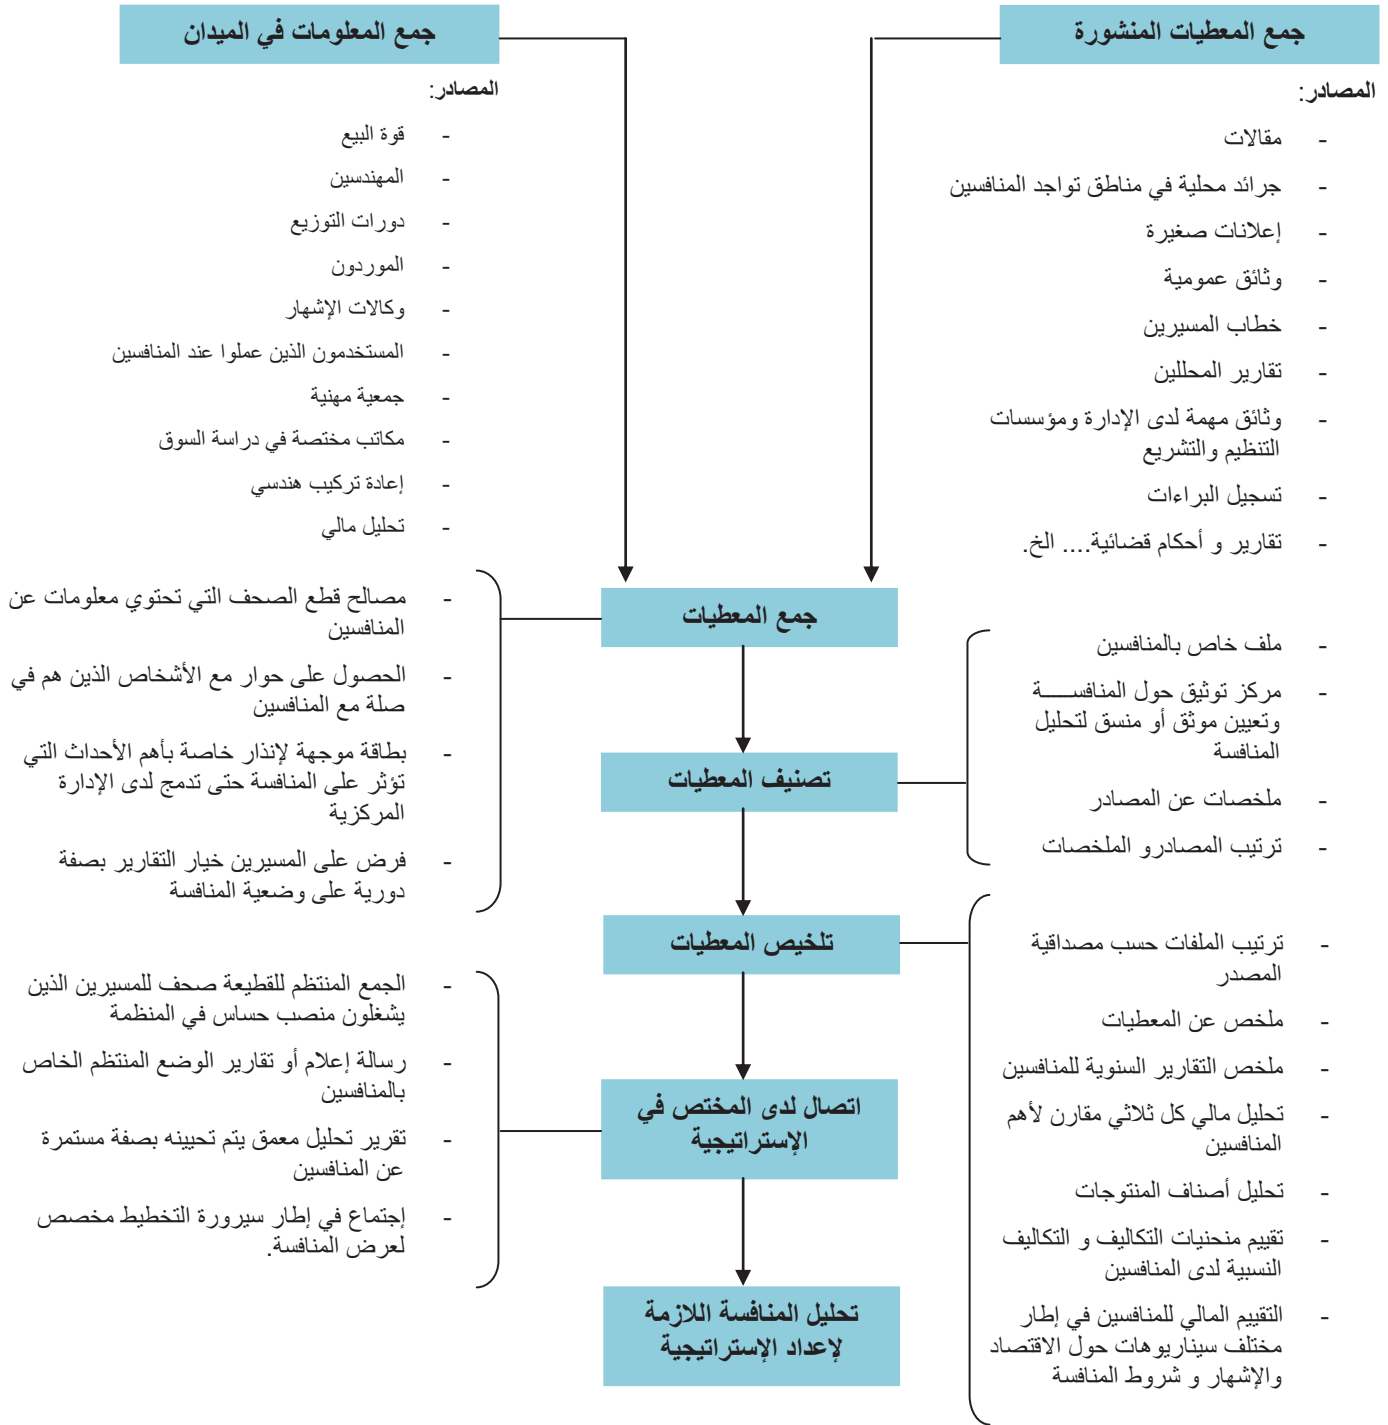 جمع المعطيات المنشورة
المصادر:
- مقالات
- جرائد محلية في مناطق تواجد المنافسين
- إعلانات صغيرة
- وثائق عمومية
- خطاب المسيرين
- تقارير المحللين
- وثائق مهمة لدى الإدارة ومؤسسات
التنظيم والتشريع
- تسجيل البراءات
- تقارير و أحكام قضائية.... الخ.
جمع المعلومات في الميدان
المصادر:
- قوة البيع
- المهندسين
- دورات التوزيع
- الموردون
- وكالات الإشهار
- المستخدمون الذين عملوا عند المنافسين
- جمعية مهنية
- مكاتب مختصة في دراسة السوق
- إعادة تركيب هندسي
- تحليل مالي
جمع المعطيات
- مصالح قطع الصحف التي تحتوي معلومات عن
المنافسين
- الحصول على حوار مع الأشخاص الذين هم في
صلة مع المنافسين
- بطاقة موجهة لإنذار خاصة بأهم الأحداث التي
تؤثر على المنافسة حتى تدمج لدى الإدارة
المركزية
- فرض على المسيرين خيار التقارير بصفة
دورية على وضعية المنافسة
تصنيف المعطيات
- ملف خاص بالمنافسين
- مركز توثيق حول المنافســـــة
وتعيين موثق أو منسق لتحليل
المنافسة
- ملخصات عن المصادر
- ترتيب المصادرو الملخصات
تلخيص المعطيات
- ترتيب الملفات حسب مصداقية
المصدر
- ملخص عن المعطيات
- ملخص التقارير السنوية للمنافسين
- تحليل مالي كل ثلاثي مقارن لأهم
المنافسين
- تحليل أصناف المنتوجات
- تقييم منحنيات التكاليف و التكاليف
النسبية لدى المنافسين
- التقييم المالي للمنافسين في إطار
مختلف سيناريوهات حول الاقتصاد
والإشهار و شروط المنافسة
اتصال لدى المختص في
الإستراتيجية
- الجمع المنتظم للقطيعة صحف للمسيرين الذين
يشغلون منصب حساس في المنظمة
- رسالة إعلام أو تقارير الوضع المنتظم الخاص
بالمنافسين
- تقرير تحليل معمق يتم تحيينه بصفة مستمرة
عن المنافسين
- إجتماع في إطار سيرورة التخطيط مخصص
لعرض المنافسة.
تحليل المنافسة اللازمة
لإعداد الإستراتيجية